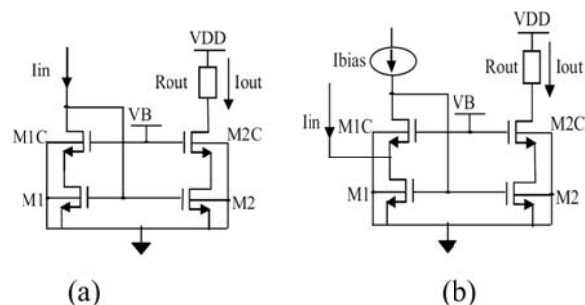 VDD
Iin
Rout
Iout
VB
M1C
M2C
M1
M2
(a)
VDD
Ibias
Rout
Iout
VB
Iin
M1C
M2C
M1
M2
(b)